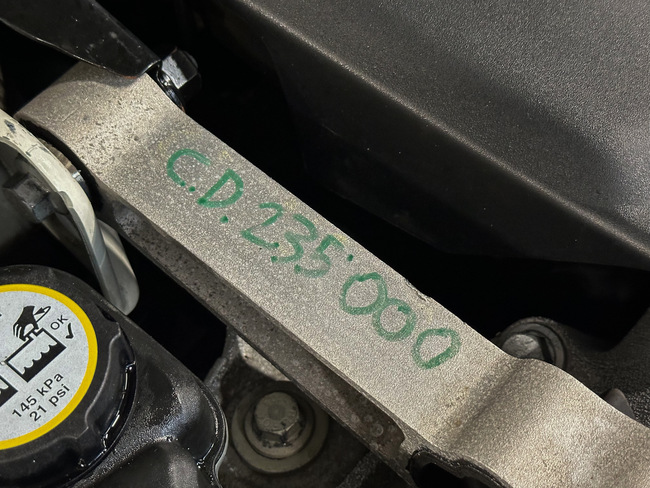 C.D. 235'000
OK
145 kPa
21 psi